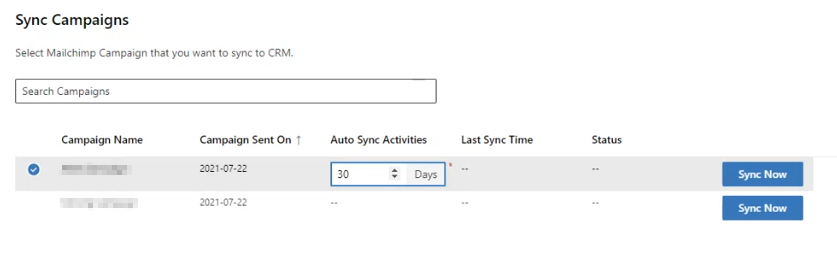 Sync Campaigns
Select Mailchimp Campaign that you want to sync to CRM.
Search Campaigns
Campaign Name Campaign Sent On ↑ Auto Sync Activities Last Sync Time Status
2021-07-22 30 Days * -- -- Sync Now
2021-07-22 -- -- -- Sync Now